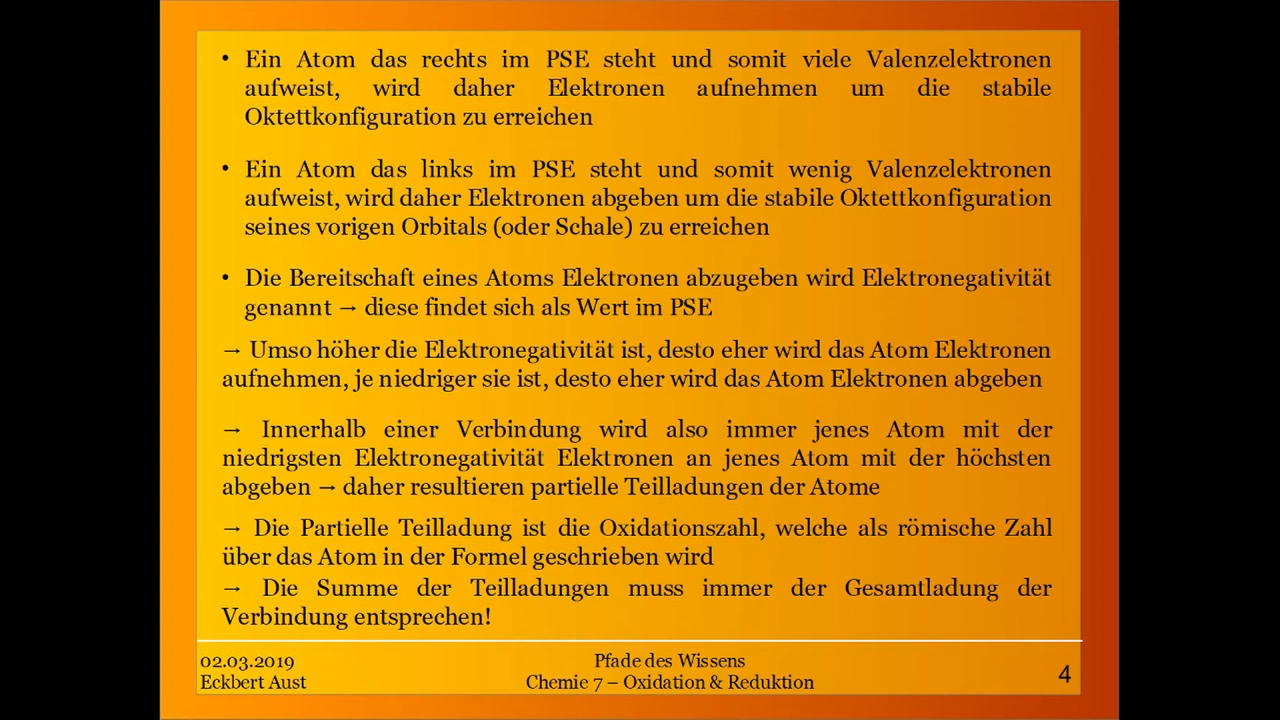 • Ein Atom das rechts im PSE steht und somit viele Valenzelektronen
aufweist, wird daher Elektronen aufnehmen um die stabile
Oktettkonfiguration zu erreichen
• Ein Atom das links im PSE steht und somit wenig Valenzelektronen
aufweist, wird daher Elektronen abgeben um die stabile Oktettkonfiguration
seines vorigen Orbitals (oder Schale) zu erreichen
• Die Bereitschaft eines Atoms Elektronen abzugeben wird Elektronegativität
genannt → diese findet sich als Wert im PSE
→ Umso höher die Elektronegativität ist, desto eher wird das Atom Elektronen
aufnehmen, je niedriger sie ist, desto eher wird das Atom Elektronen abgeben
→ Innerhalb einer Verbindung wird also immer jenes Atom mit der
niedrigsten Elektronegativität Elektronen an jenes Atom mit der höchsten
abgeben → daher resultieren partielle Teilladungen der Atome
→ Die Partielle Teilladung ist die Oxidationszahl, welche als römische Zahl
über das Atom in der Formel geschrieben wird
→ Die Summe der Teilladungen muss immer der Gesamtladung der
Verbindung entsprechen!
02.03.2019
Eckbert Aust
Pfade des Wissens
Chemie 7 – Oxidation & Reduktion
4